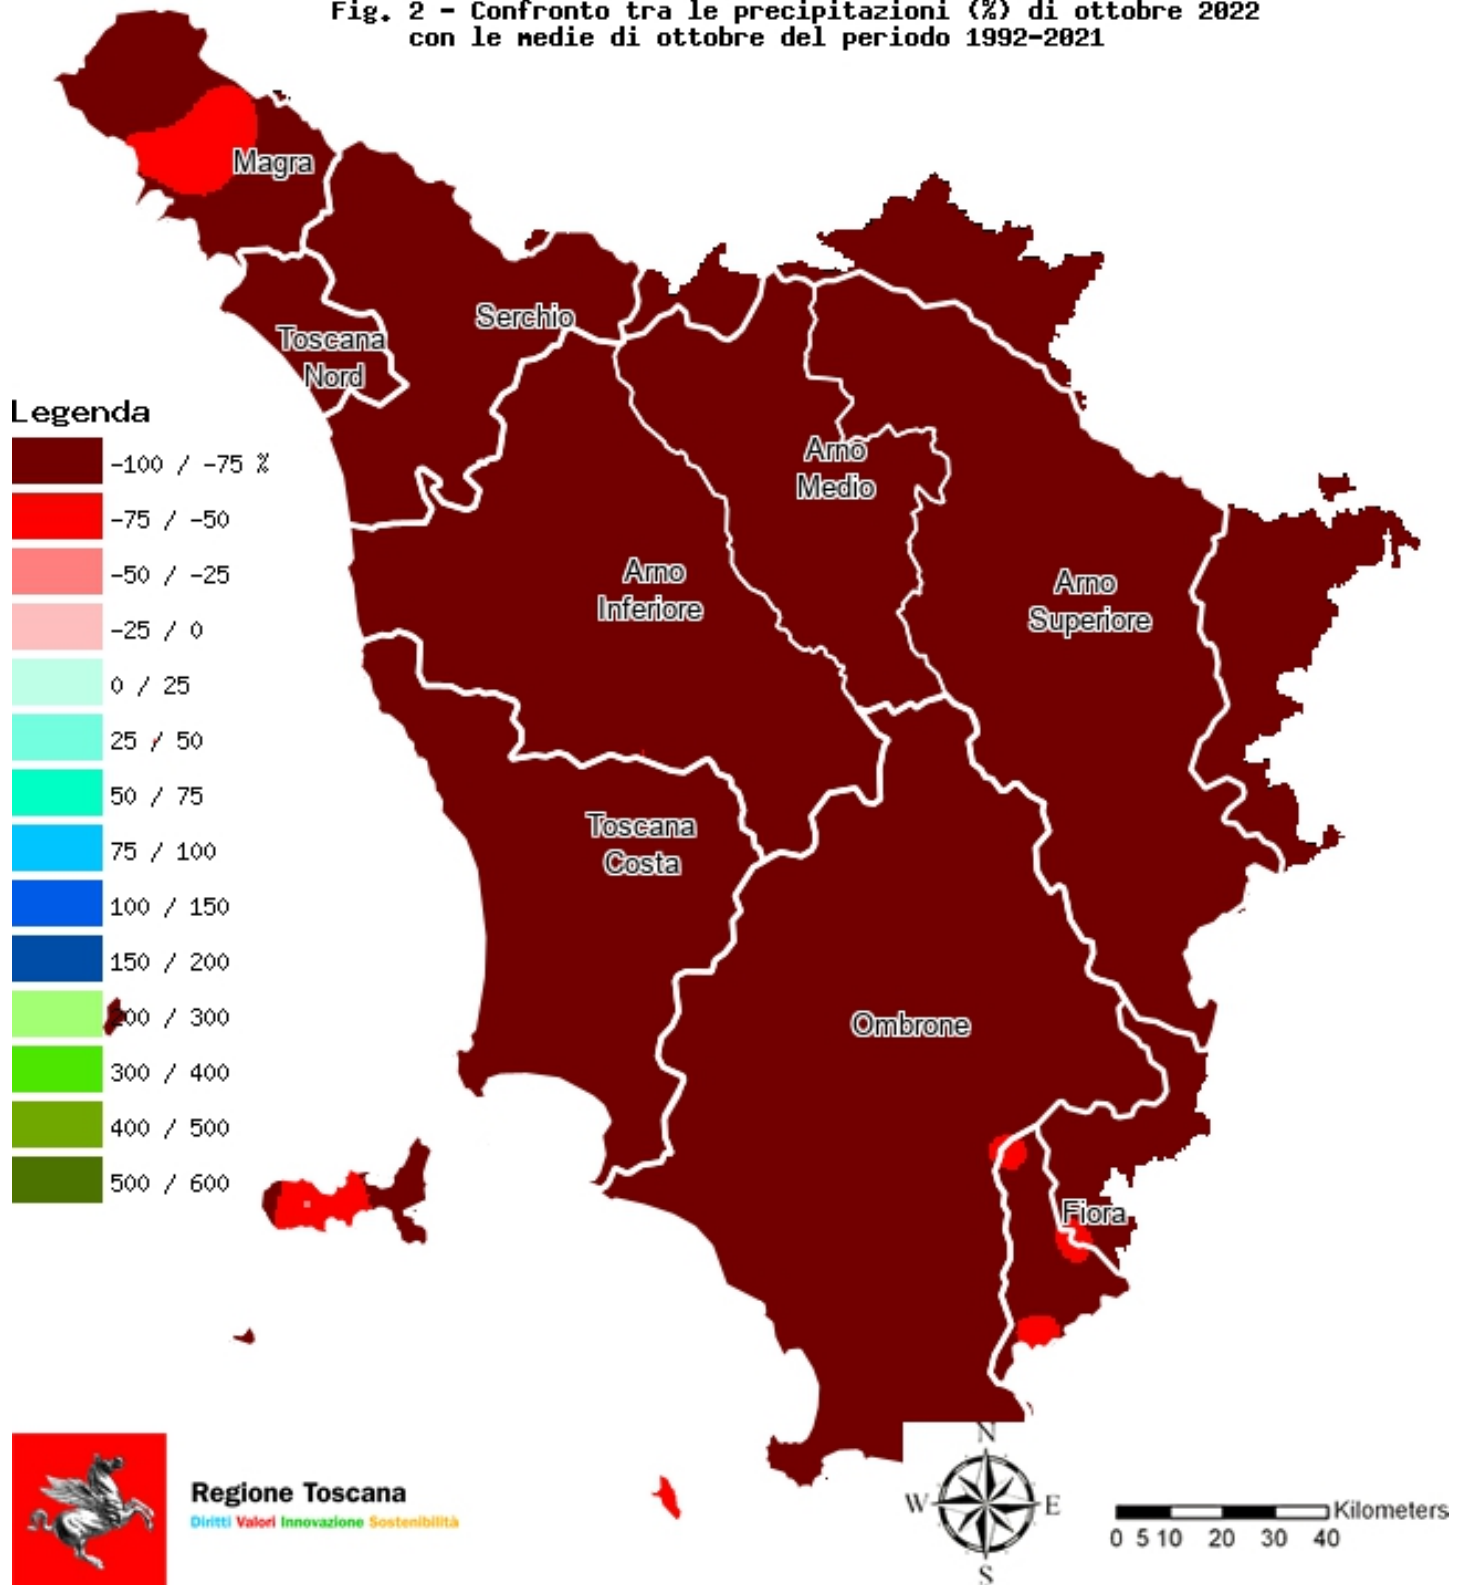 Fig. 2 - Confronto tra le precipitazioni (%) di ottobre 2022
con le medie di ottobre del periodo 1992-2021
Magra
Serchio
Toscana
Nord
Legenda
-100 / -75 %
-75 / -50
-50 / -25
-25 / 0
0 / 25
25 / 50
50 / 75
75 / 100
100 / 150
150 / 200
200 / 300
300 / 400
400 / 500
500 / 600
Arno
Medio
Arno
Inferiore
Arno
Superiore
Toscana
Costa
Ombrone
Fiora
Regione Toscana
Diritti Valori Innovazione Sostenibilità
N
W E
S
Kilometers
0 5 10 20 30 40